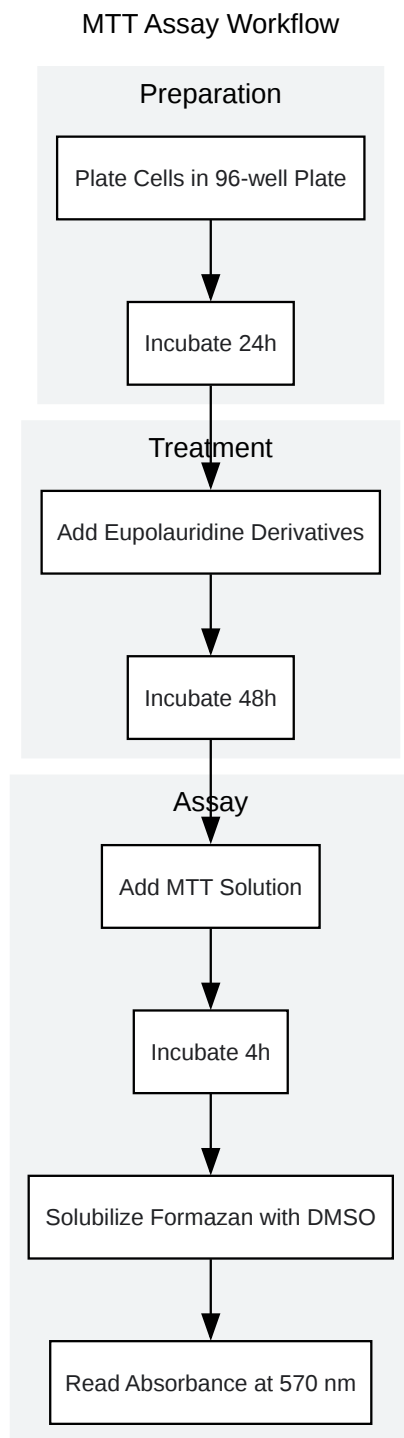 MTT Assay Workflow
Preparation
Plate Cells in 96-well Plate
Incubate 24h
Treatment
Add Eupolauridine Derivatives
Incubate 48h
Assay
Add MTT Solution
Incubate 4h
Solubilize Formazan with DMSO
Read Absorbance at 570 nm